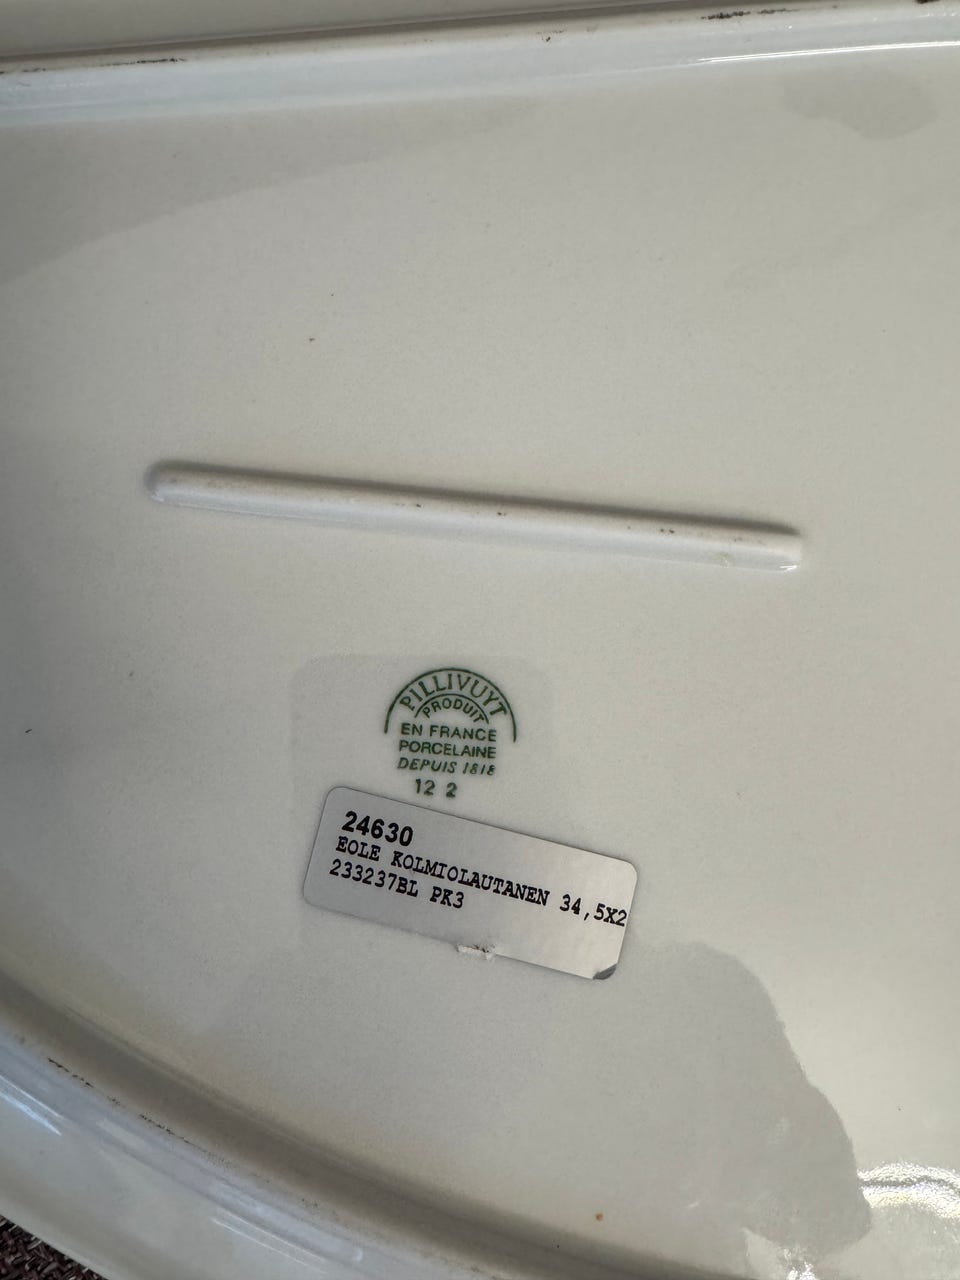 PILLIVUYT
PRODUIT
EN FRANCE
PORCELAINE
DEPUIS 1818
12 2
24630
EOLE KOLMIOLAUTANEN 34,5X2
233237BL PK3